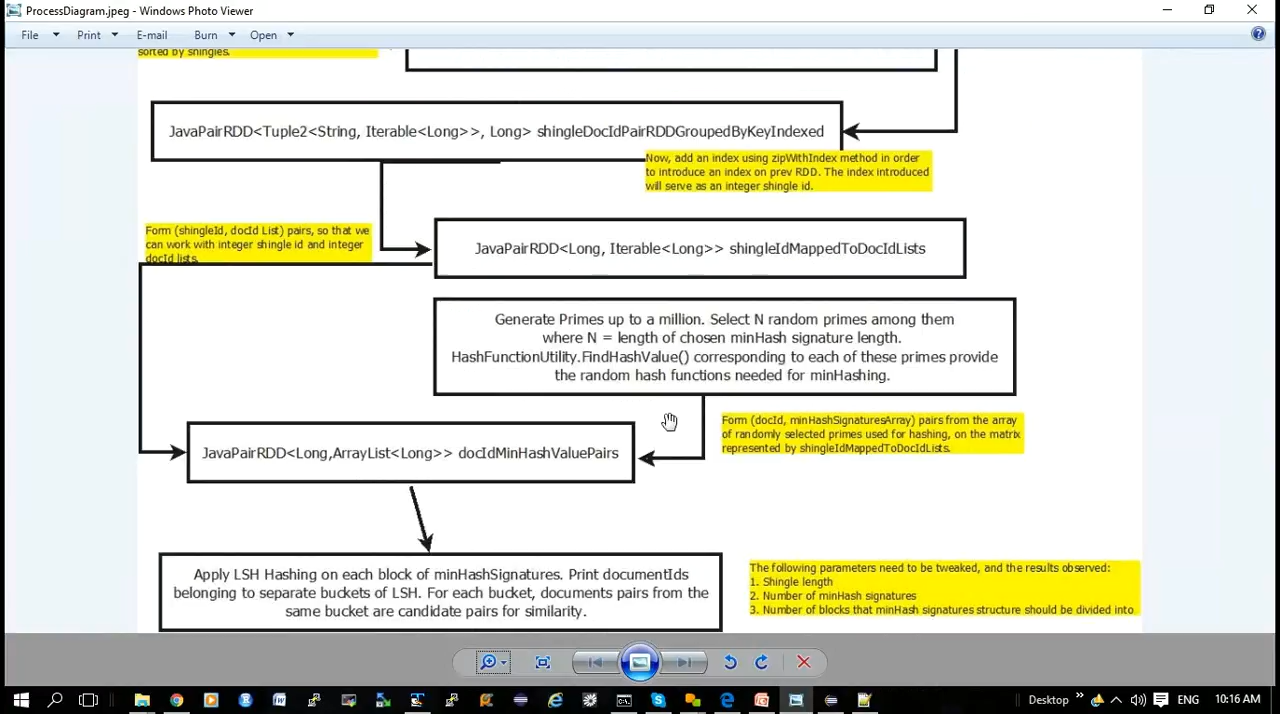 ProcessDiagram.jpeg - Windows Photo Viewer
File Print E-mail Burn Open
sorted by shingles.
JavaPairRDD<Tuple2<String, Iterable<Long>>, Long> shingleDocIdPairRDDGroupedByKeyIndexed
Now, add an index using zipWithIndex method in order
to introduce an index on prev RDD. The index introduced
will serve as an integer shingle id.
Form (shingleId, docId List) pairs, so that we
can work with integer shingle id and integer
docId lists.
JavaPairRDD<Long, Iterable<Long>> shingleIdMappedToDocIdLists
Generate Primes up to a million. Select N random primes among them
where N = length of chosen minHash signature length.
HashFunctionUtility.FindHashValue() corresponding to each of these primes provide
the random hash functions needed for minHashing.
Form (docId, minHashSignaturesArray) pairs from the array
of randomly selected primes used for hashing, on the matrix
represented by shingleIdMappedToDocIdLists.
JavaPairRDD<Long,ArrayList<Long>> docIdMinHashValuePairs
Apply LSH Hashing on each block of minHashSignatures. Print documentIds
belonging to separate buckets of LSH. For each bucket, documents pairs from the
same bucket are candidate pairs for similarity.
The following parameters need to be tweaked, and the results observed:
1. Shingle length
2. Number of minHash signatures
3. Number of blocks that minHash signatures structure should be divided into
Desktop ENG 10:16 AM